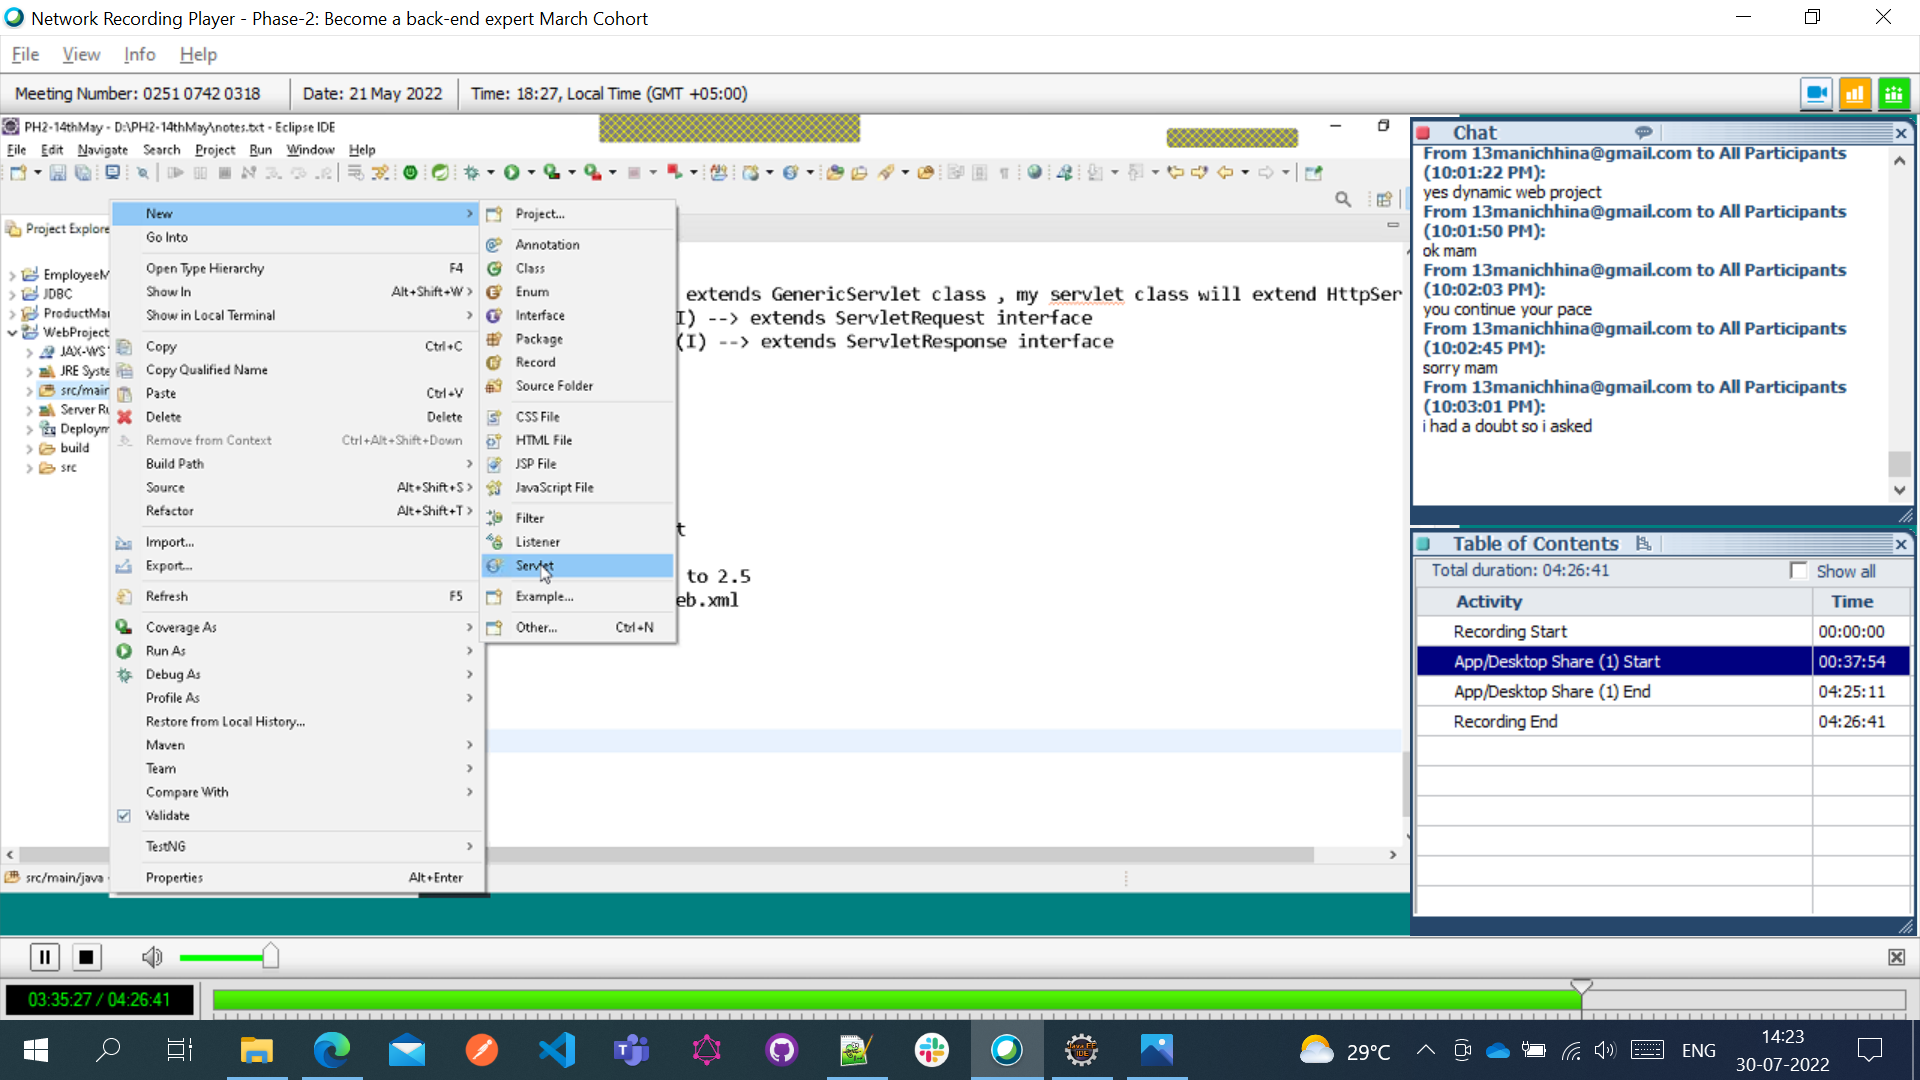 Network Recording Player - Phase-2: Become a back-end expert March Cohort
File View Info Help
Meeting Number: 0251 0742 0318 Date: 21 May 2022 Time: 18:27, Local Time (GMT +05:00)
PH2-14thMay - D:\PH2-14thMay\notes.txt - Eclipse IDE
File Edit Navigate Search Project Run Window Help
Project Explore
EmployeeM
JDBC
ProductMa
WebProject
JAX-WS
JRE Syste
src/main
Server Ru
Deploym
build
src
New
Go Into
Open Type Hierarchy F4
Show In Alt+Shift+W >
Show in Local Terminal
Copy Ctrl+C
Copy Qualified Name
Paste Ctrl+V
Delete Delete
Remove from Context Ctrl+Alt+Shift+Down
Build Path
Source Alt+Shift+S >
Refactor Alt+Shift+T >
Import...
Export...
Refresh F5
Coverage As
Run As
Debug As
Profile As
Restore from Local History...
Maven
Team
Compare With
Validate
TestNG
Properties Alt+Enter
Project...
Annotation
Class
Enum
Interface
Package
Record
Source Folder
CSS File
HTML File
JSP File
JavaScript File
Filter
Listener
Servlet
Example...
Other... Ctrl+N
extends GenericServlet class , my servlet class will extend HttpSer
I) --> extends ServletRequest interface
(I) --> extends ServletResponse interface
t
to 2.5
eb.xml
src/main/java
Chat
From 13manichhina@gmail.com to All Participants
(10:01:22 PM):
yes dynamic web project
From 13manichhina@gmail.com to All Participants
(10:01:50 PM):
ok mam
From 13manichhina@gmail.com to All Participants
(10:02:03 PM):
you continue your pace
From 13manichhina@gmail.com to All Participants
(10:02:45 PM):
sorry mam
From 13manichhina@gmail.com to All Participants
(10:03:01 PM):
i had a doubt so i asked
Table of Contents
Total duration: 04:26:41 Show all
Activity Time
Recording Start 00:00:00
App/Desktop Share (1) Start 00:37:54
App/Desktop Share (1) End 04:25:11
Recording End 04:26:41
03:35:27 / 04:26:41
29°C
ENG
14:23
30-07-2022